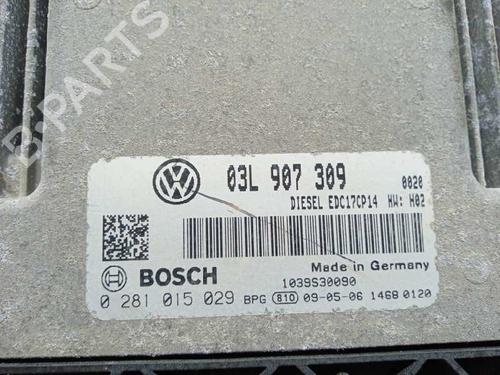 B-PARTS
VW
03L 907 309 0020
DIESEL EDC17CP14 HW: H02
Made in Germany
BOSCH 1039S30090
0 281 015 029 BPG 810 09-05-06 1468 0120